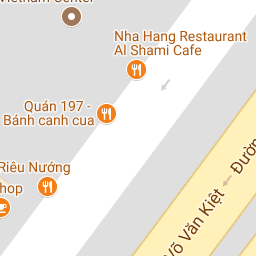 Vietnam Center
Nha Hang Restaurant
Al Shami Cafe
Quán 197 -
Bánh canh cua
Riêu Nướng
hop
Võ Văn Kiệt
Đườn